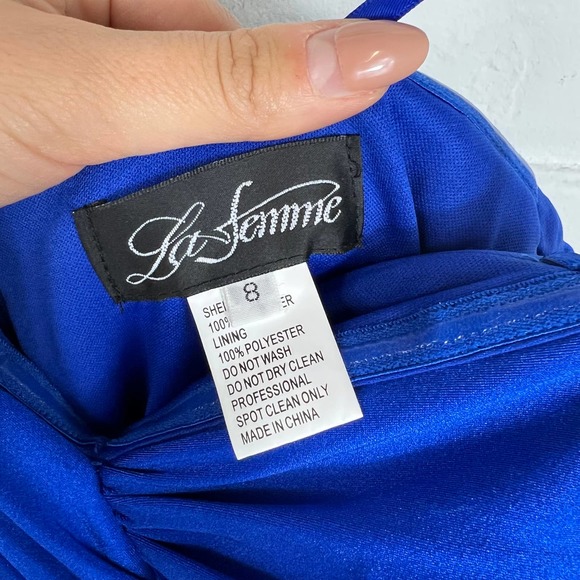 La Femme
8
LINING
100% POLYESTER
DO NOT WASH
DO NOT DRY CLEAN
PROFESSIONAL
SPOT CLEAN ONLY
MADE IN CHINA